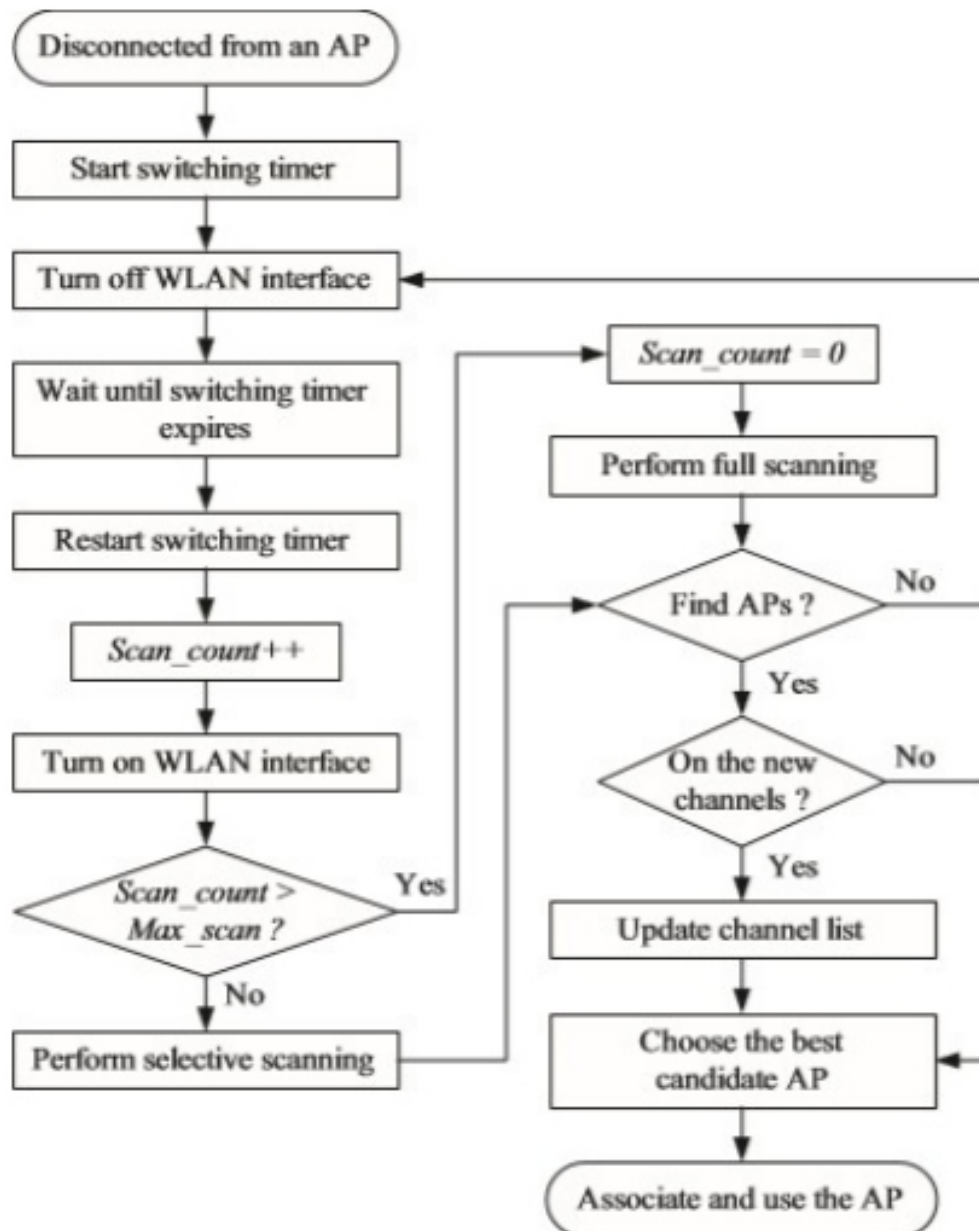 Disconnected from an AP
Start switching timer
Turn off WLAN interface
Wait until switching timer
expires
Restart switching timer
Scan_count++
Turn on WLAN interface
Scan_count >
Max_scan ?
Yes
No
Perform selective scanning
Scan_count = 0
Perform full scanning
Find APs ?
No
Yes
On the new
channels ?
No
Yes
Update channel list
Choose the best
candidate AP
Associate and use the AP